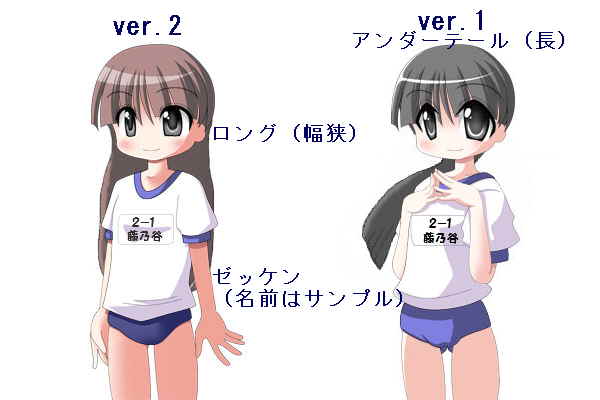 ver.2
ver.1
アンダーテール（長）
ロング（幅狭）
2-1
藤乃谷
2-1
藤乃谷
ゼッケン
（名前はサンプル）